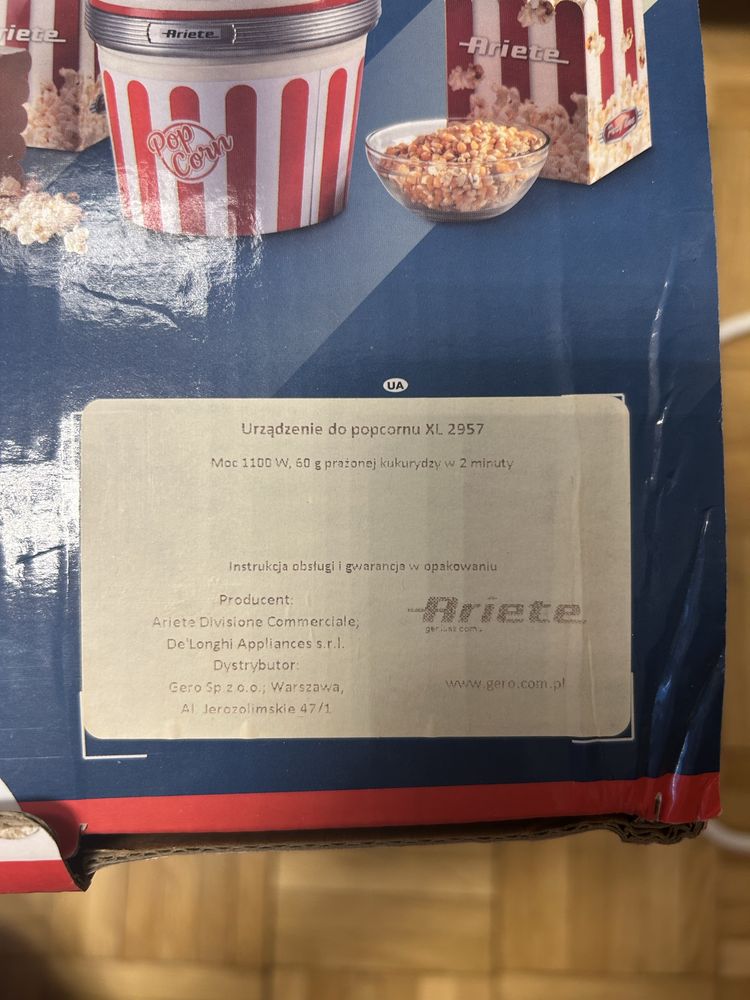 Ariete
Ariete
Pop
Corn
UA
Urządzenie do popcornu XL 2957
Moc 1100 W, 60 g prażonej kukurydzy w 2 minuty
Instrukcja obsługi i gwarancja w opakowaniu
Producent:
Ariete Divisione Commerciale,
De'Longhi Appliances s.r.l.
Dystrybutor:
Gero Sp.z o.o.; Warszawa,
Al. Jerozolimskie 47/1
Ariete
www.gero.com.pl